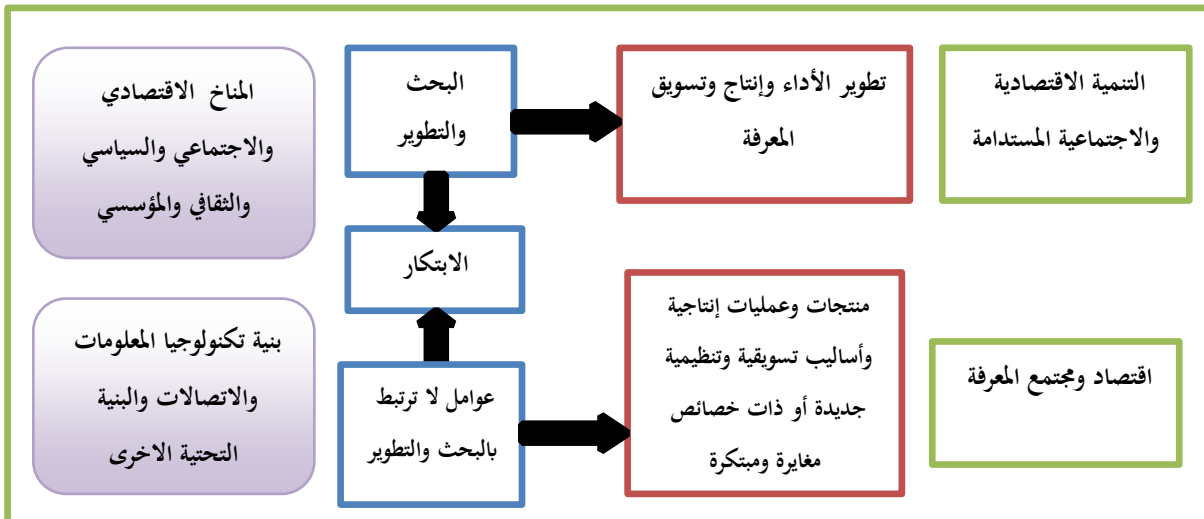 المناخ الاقتصادي
والاجتماعي والسياسي
والثقافي والمؤسسي
البحث
والتطوير
تطوير الأداء وإنتاج وتسويق
المعرفة
التنمية الاقتصادية
والاجتماعية المستدامة
الابتكار
بنية تكنولوجيا المعلومات
والاتصالات والبنية
التحتية الاخرى
عوامل لا ترتبط
بالبحث والتطوير
منتجات وعمليات إنتاجية
وأساليب تسويقية وتنظيمية
جديدة أو ذات خصائص
مغايرة ومبتكرة
اقتصاد ومجتمع المعرفة